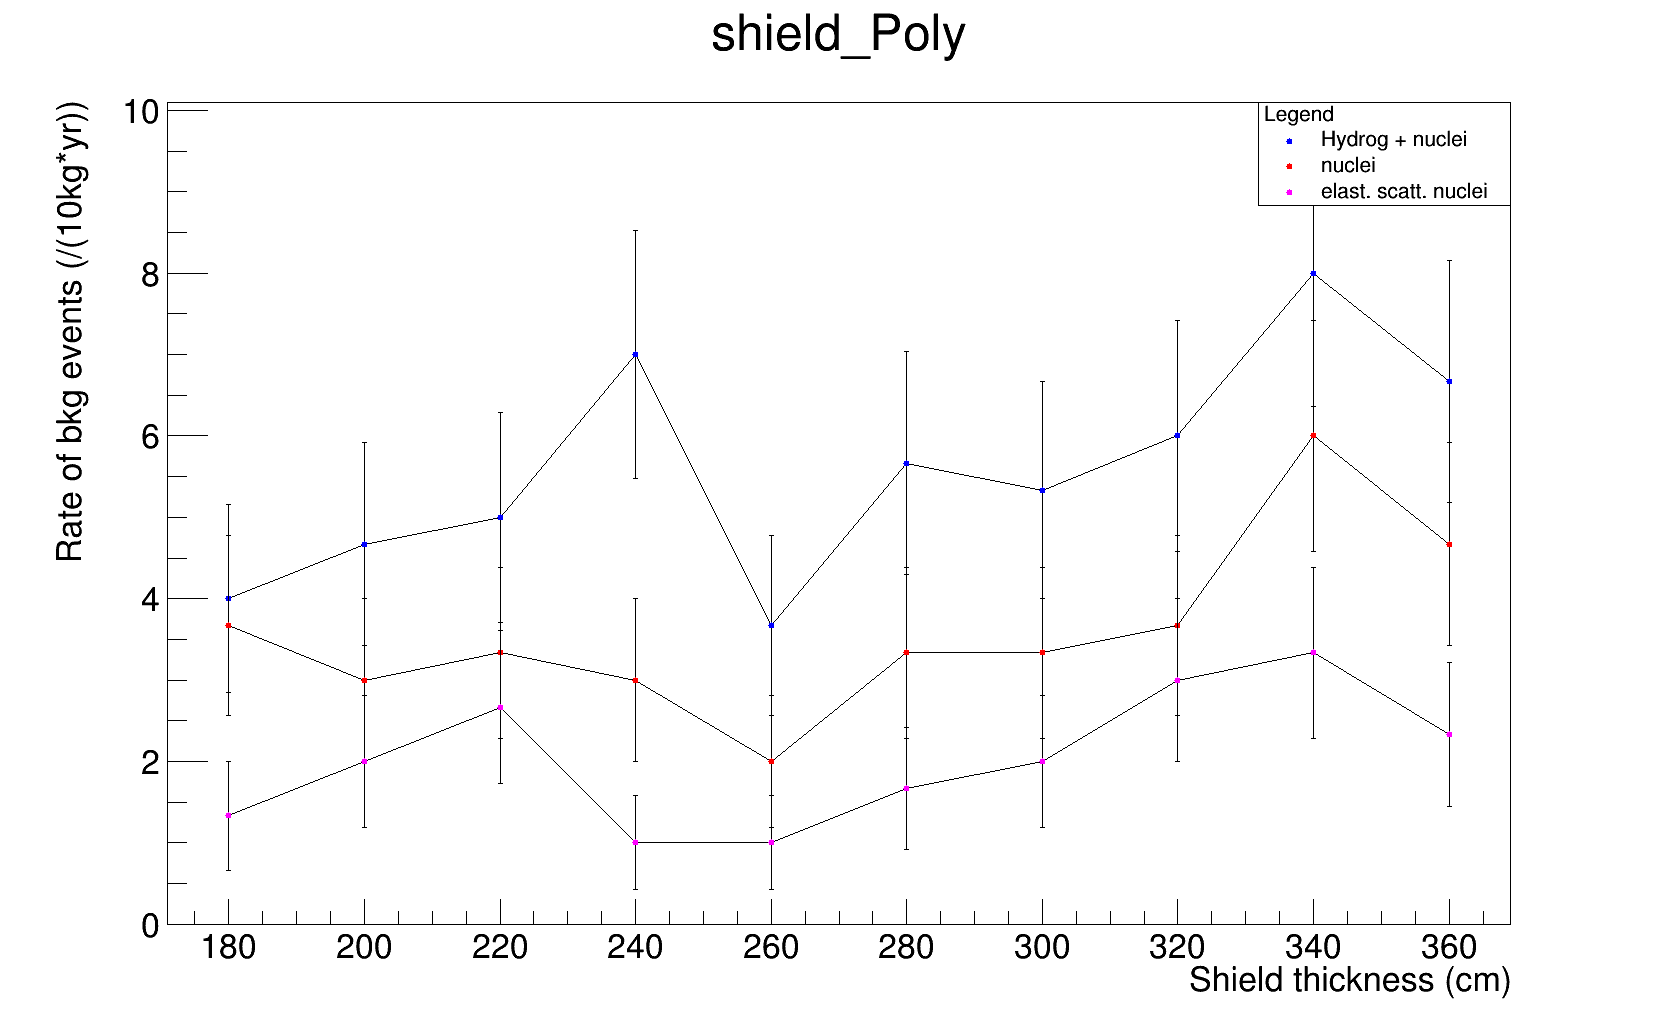 shield_Poly
Rate of bkg events (/(10kg*yr))
10
8
6
4
2
0
Legend
Hydrog + nuclei
nuclei
elast. scatt. nuclei
180 200 220 240 260 280 300 320 340 360
Shield thickness (cm)